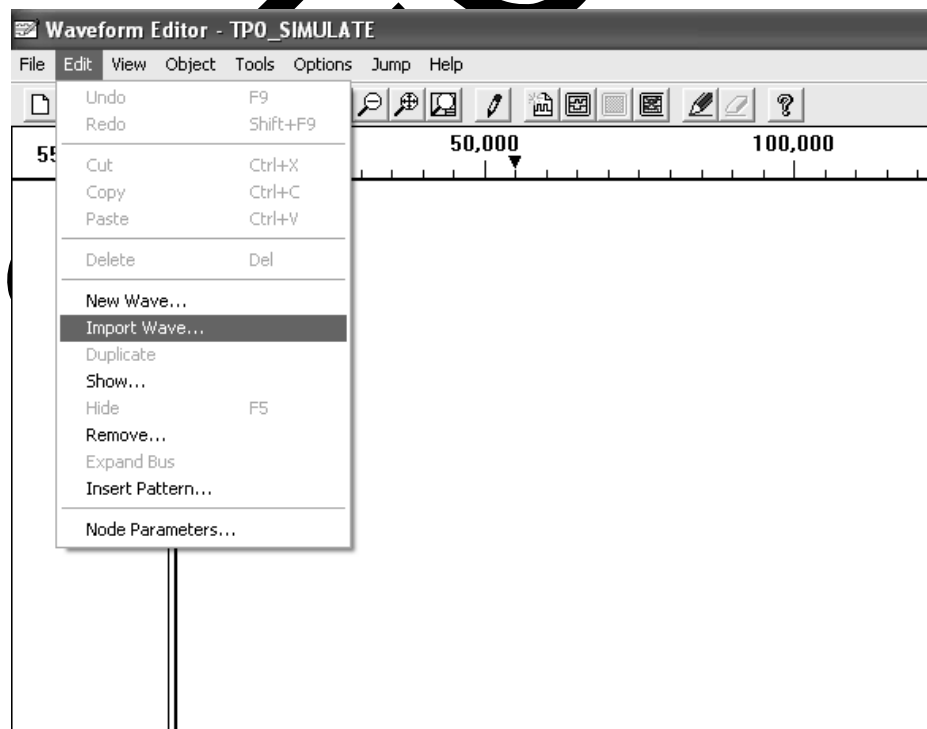 Waveform Editor - TP0_SIMULATE
File Edit View Object Tools Options Jump Help
50,000 100,000
Undo F9
Redo Shift+F9
Cut Ctrl+X
Copy Ctrl+C
Paste Ctrl+V
Delete Del
New Wave...
Import Wave...
Duplicate
Show...
Hide F5
Remove...
Expand Bus
Insert Pattern...
Node Parameters...